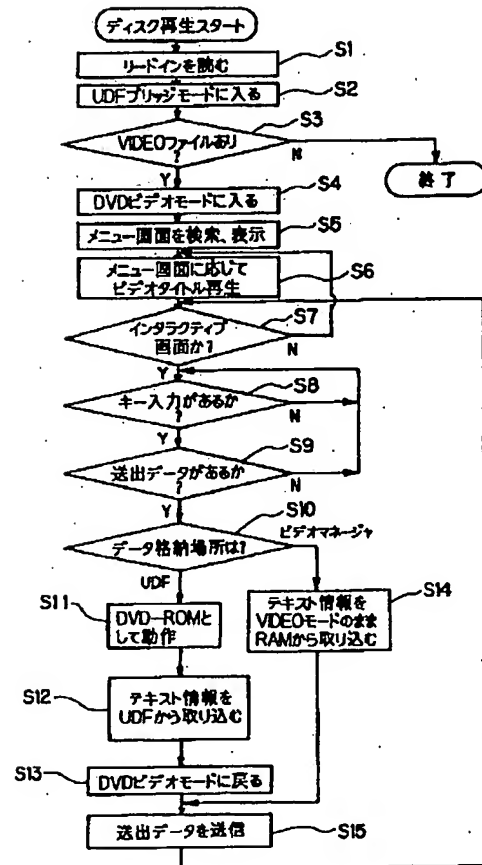 ディスク再生スタート
S1
リードインを読む
S2
UDFブリッジモードに入る
S3
VIDEOファイルあり
?
N
Y
終了
S4
DVDビデオモードに入る
S5
メニュー画面を検索、表示
S6
メニュー画面に応じて
ビデオタイトル再生
S7
インタラクティブ
画面か?
N
Y
S8
キー入力があるか
?
N
Y
S9
送出データがあるか
?
N
Y
S10
データ格納場所は?
ビデオマネージャ
UDF
S11
DVD-ROMと
して動作
S14
テキスト情報を
VIDEOモードのまま
RAMから取り込む
S12
テキスト情報を
UDFから取り込む
S13
DVDビデオモードに戻る
送出データを送信
S15